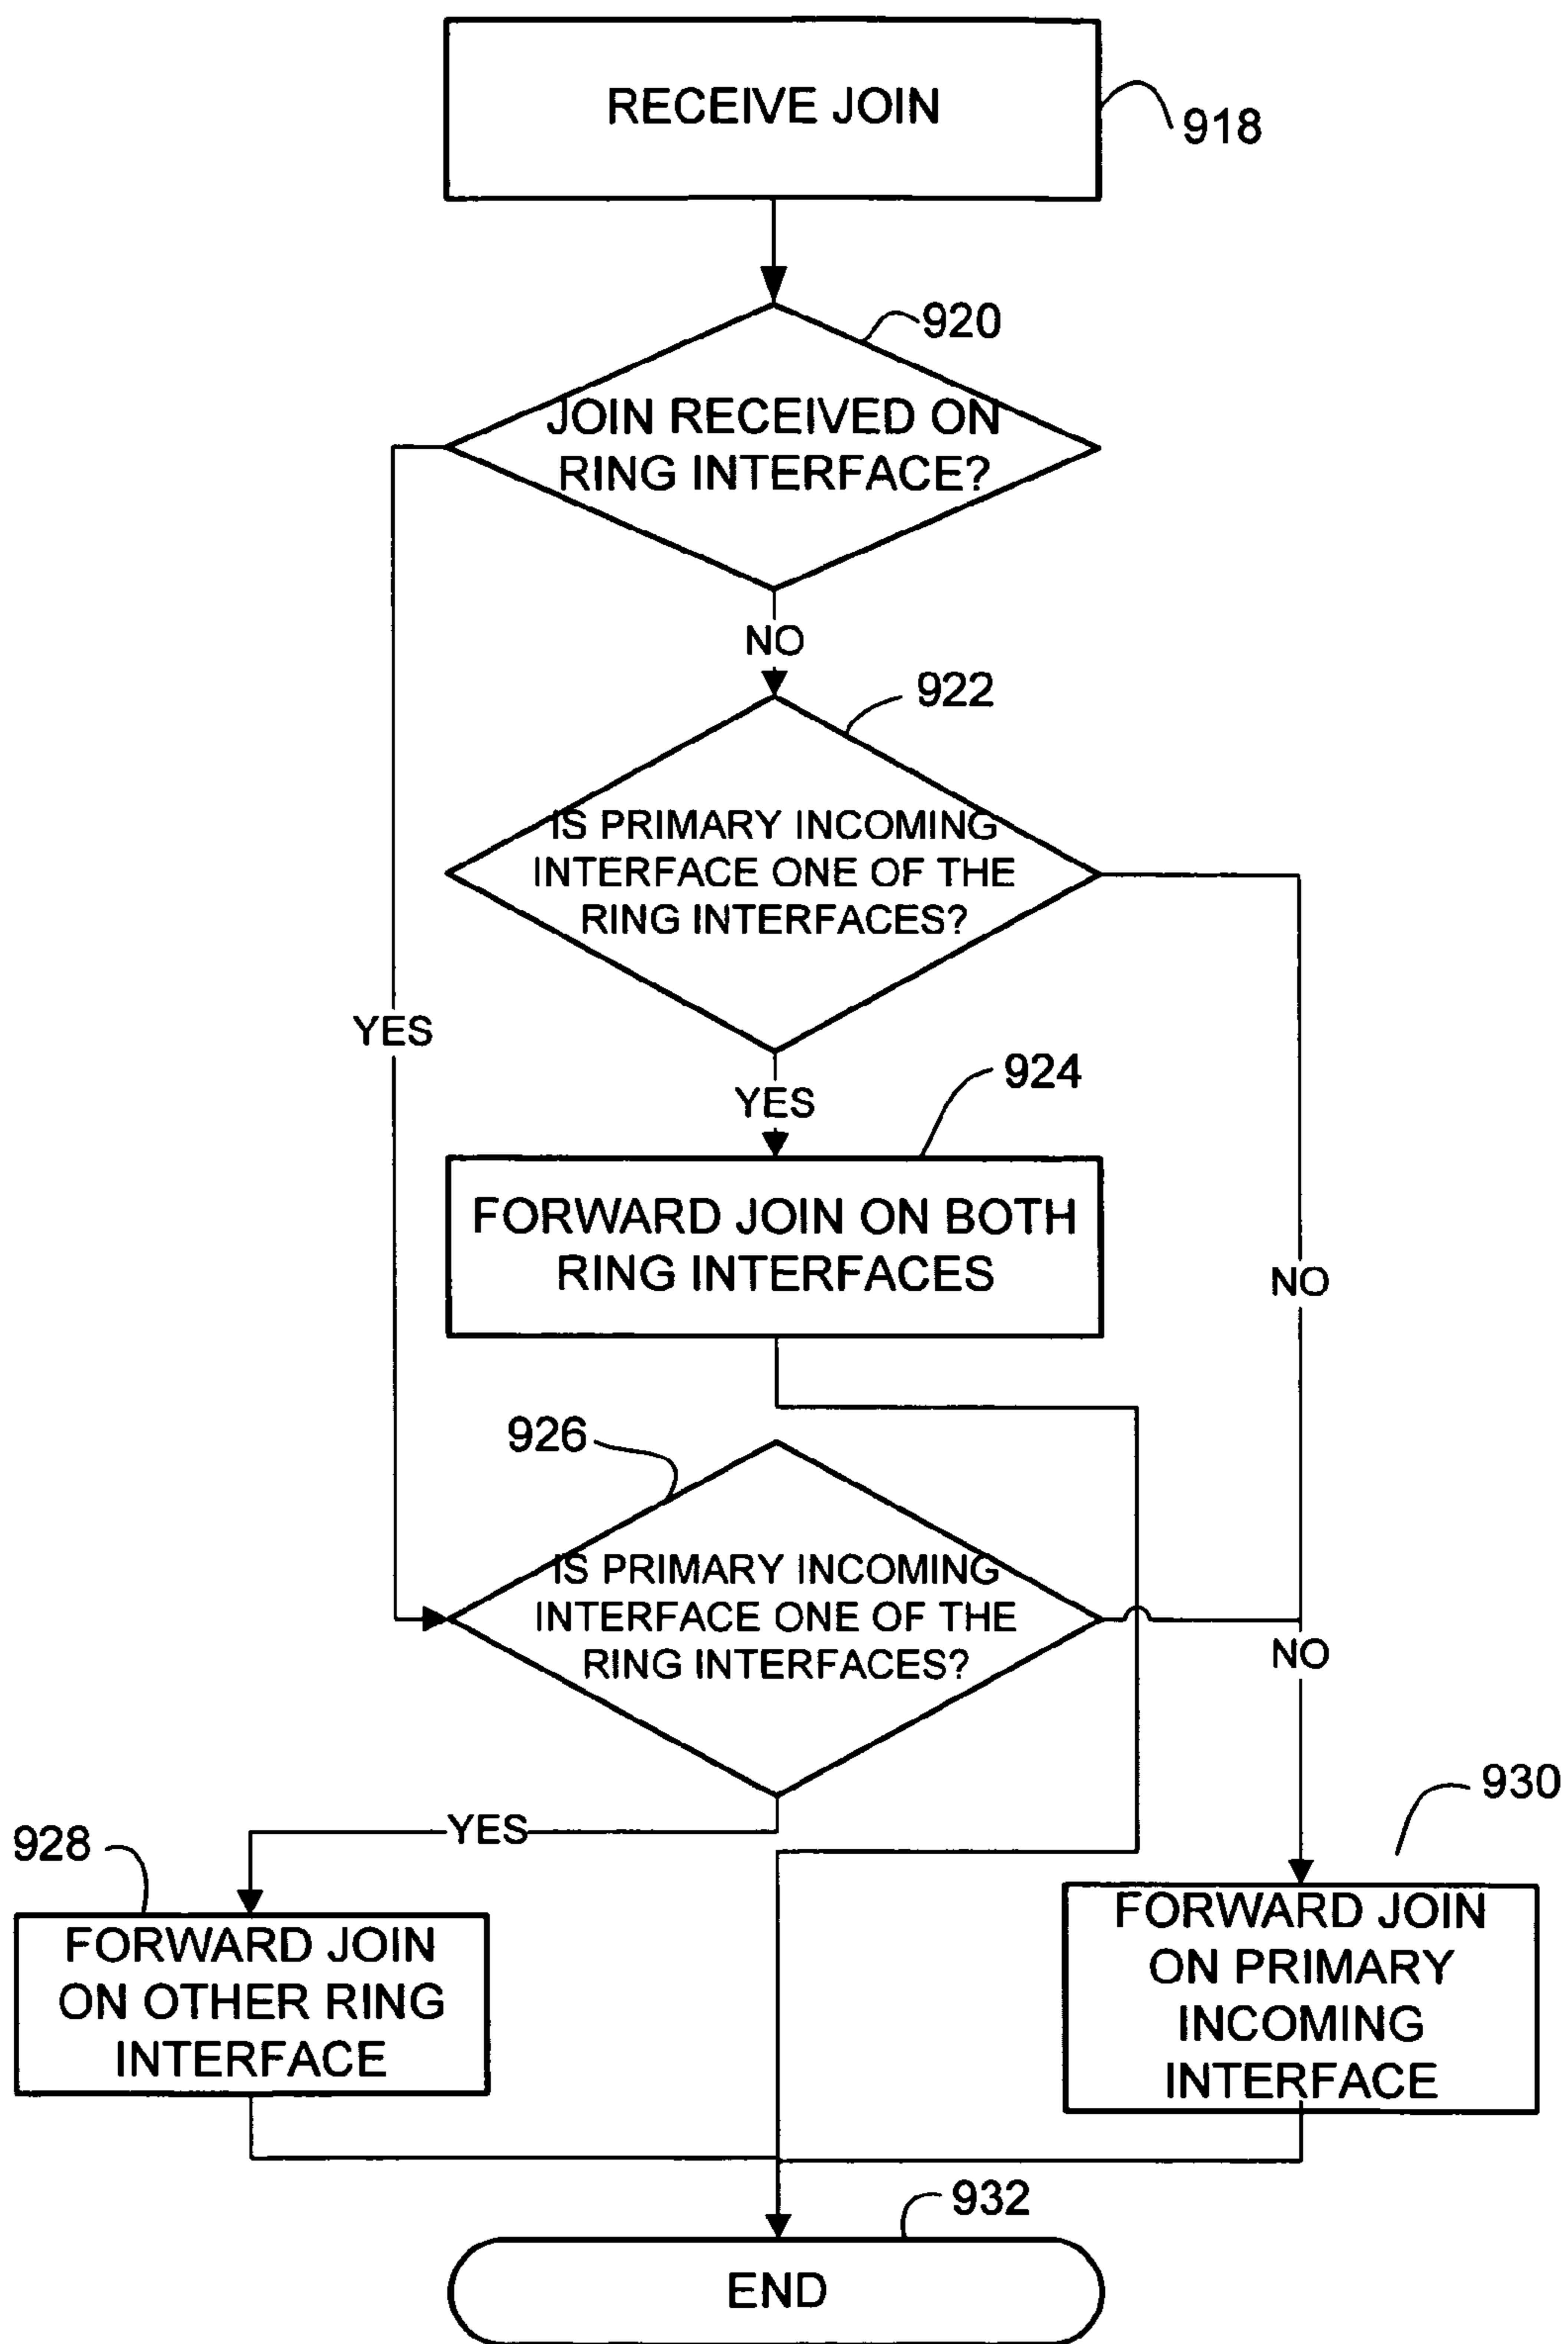 RECEIVE JOIN
918
920
JOIN RECEIVED ON
RING INTERFACE?
NO
922
IS PRIMARY INCOMING
INTERFACE ONE OF THE
RING INTERFACES?
YES
YES
924
FORWARD JOIN ON BOTH
RING INTERFACES
NO
926
IS PRIMARY INCOMING
INTERFACE ONE OF THE
RING INTERFACES?
NO
YES
928
FORWARD JOIN
ON OTHER RING
INTERFACE
930
FORWARD JOIN
ON PRIMARY
INCOMING
INTERFACE
932
END